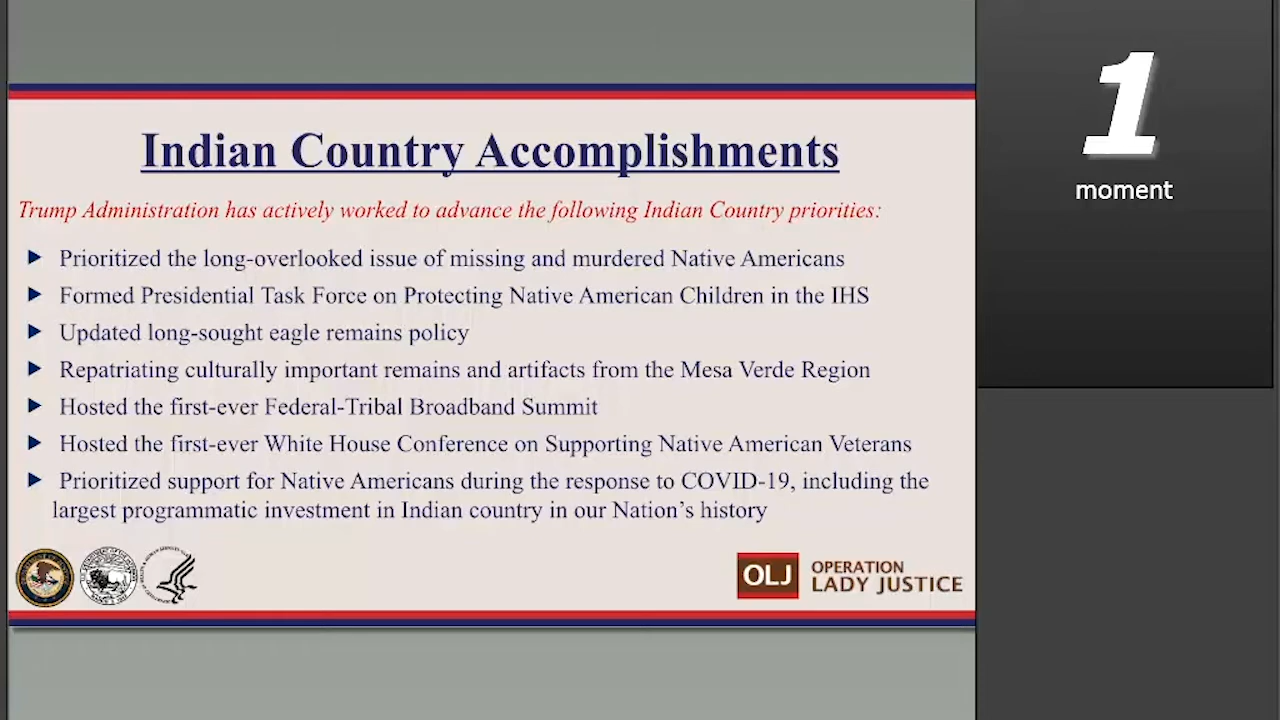 Indian Country Accomplishments
Trump Administration has actively worked to advance the following Indian Country priorities:
Prioritized the long-overlooked issue of missing and murdered Native Americans
Formed Presidential Task Force on Protecting Native American Children in the IHS
Updated long-sought eagle remains policy
Repatriating culturally important remains and artifacts from the Mesa Verde Region
Hosted the first-ever Federal-Tribal Broadband Summit
Hosted the first-ever White House Conference on Supporting Native American Veterans
Prioritized support for Native Americans during the response to COVID-19, including the
largest programmatic investment in Indian country in our Nation's history
OLJ
OPERATION
LADY JUSTICE
1
moment